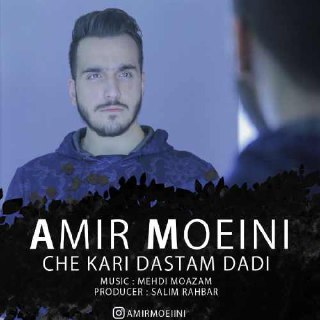 AMIR MOEINI
CHE KARI DASTAM DADI
MUSIC : MEHDI MOAZAM
PRODUCER : SALIM RAHBAR
AMIRMOEIINI